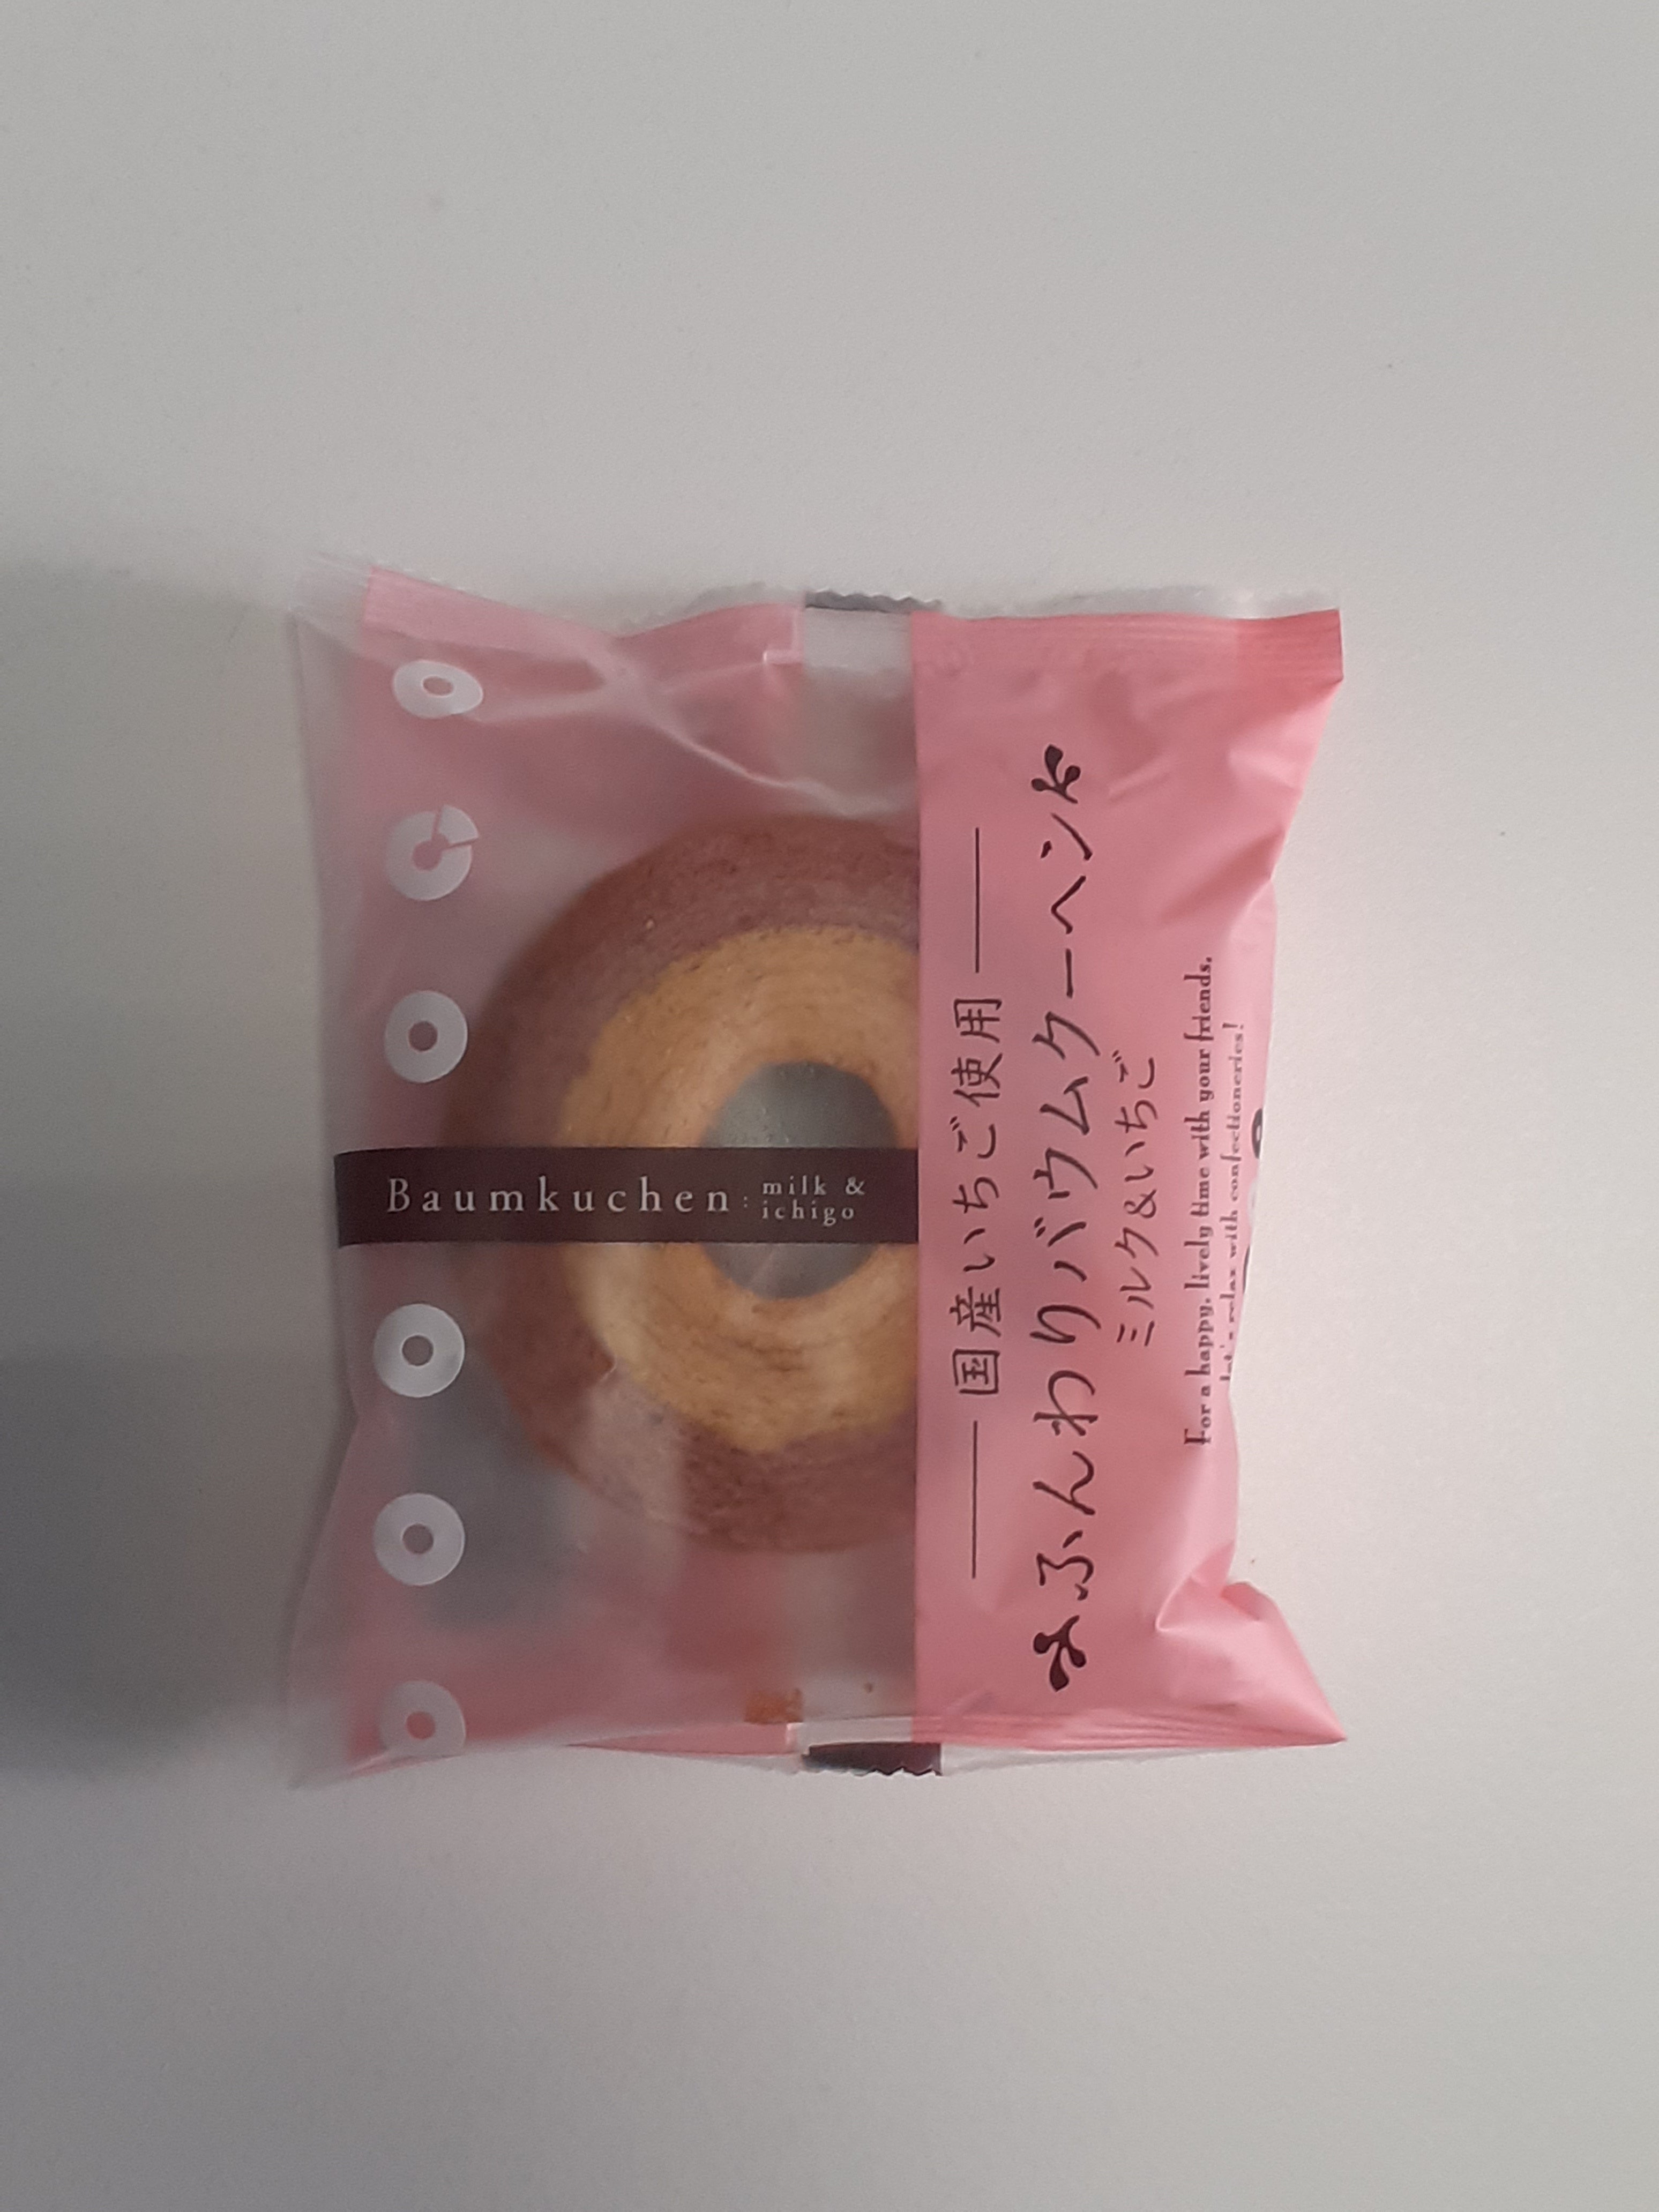 Baumkuchen:
milk &
ichigo
国産いちご使用
ふんわりバウムクーヘン
ミルク&いちご
For a happy, lively time with your friends.
let's relax with confectioneries!